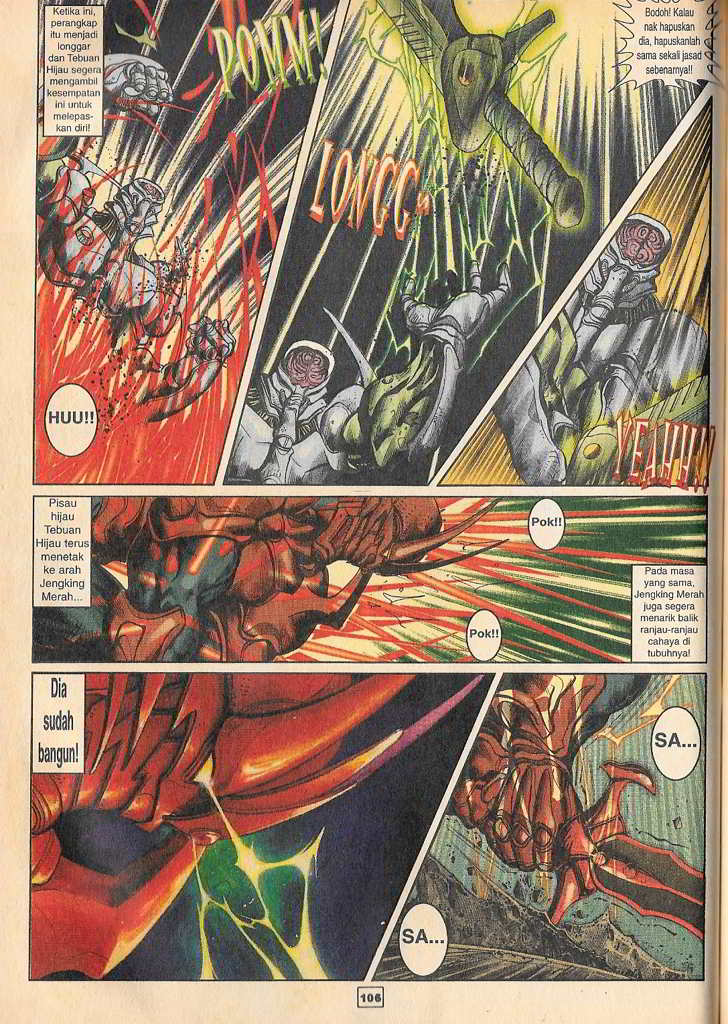 Ketika ini,
perangkap
itu menjadi
longgar
dan Tebuan
Hijau segera
mengambil
kesempatan
ini untuk
melepas-
kan diri!
POMM!
HUU!!
LONGG
Bodoh! Kalau
nak hapuskan
dia, hapuskanlah
sama sekali jasad
sebenarnya!!
YEAHH!!
Pisau
hijau
Tebuan
Hijau terus
menetak
ke arah
Jengking
Merah...
Pok!!
Pok!!
Pada masa
yang sama,
Jengking Merah
juga segera
menarik balik
ranjau-ranjau
cahaya di
tubuhnya!
Dia
sudah
bangun!
SA...
SA...
106